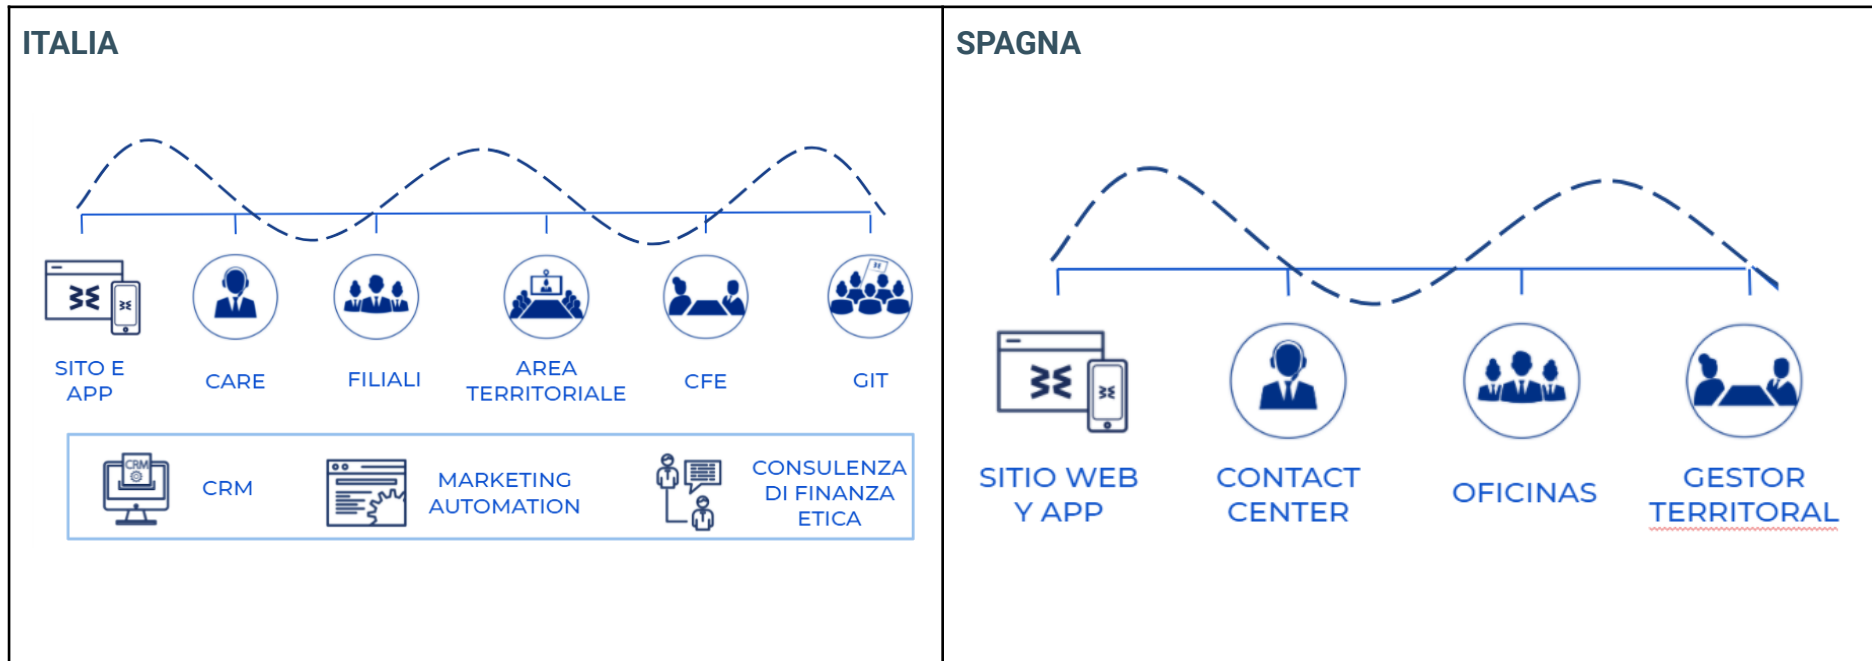 ITALIA
SITO E
APP
CARE
FILIALI
AREA
TERRITORIALE
CFE
GIT
CRM
CRM
MARKETING
AUTOMATION
CONSULENZA
DI FINANZA
ETICA
SPAGNA
SITIO WEB
Y APP
CONTACT
CENTER
OFICINAS
GESTOR
TERRITORAL